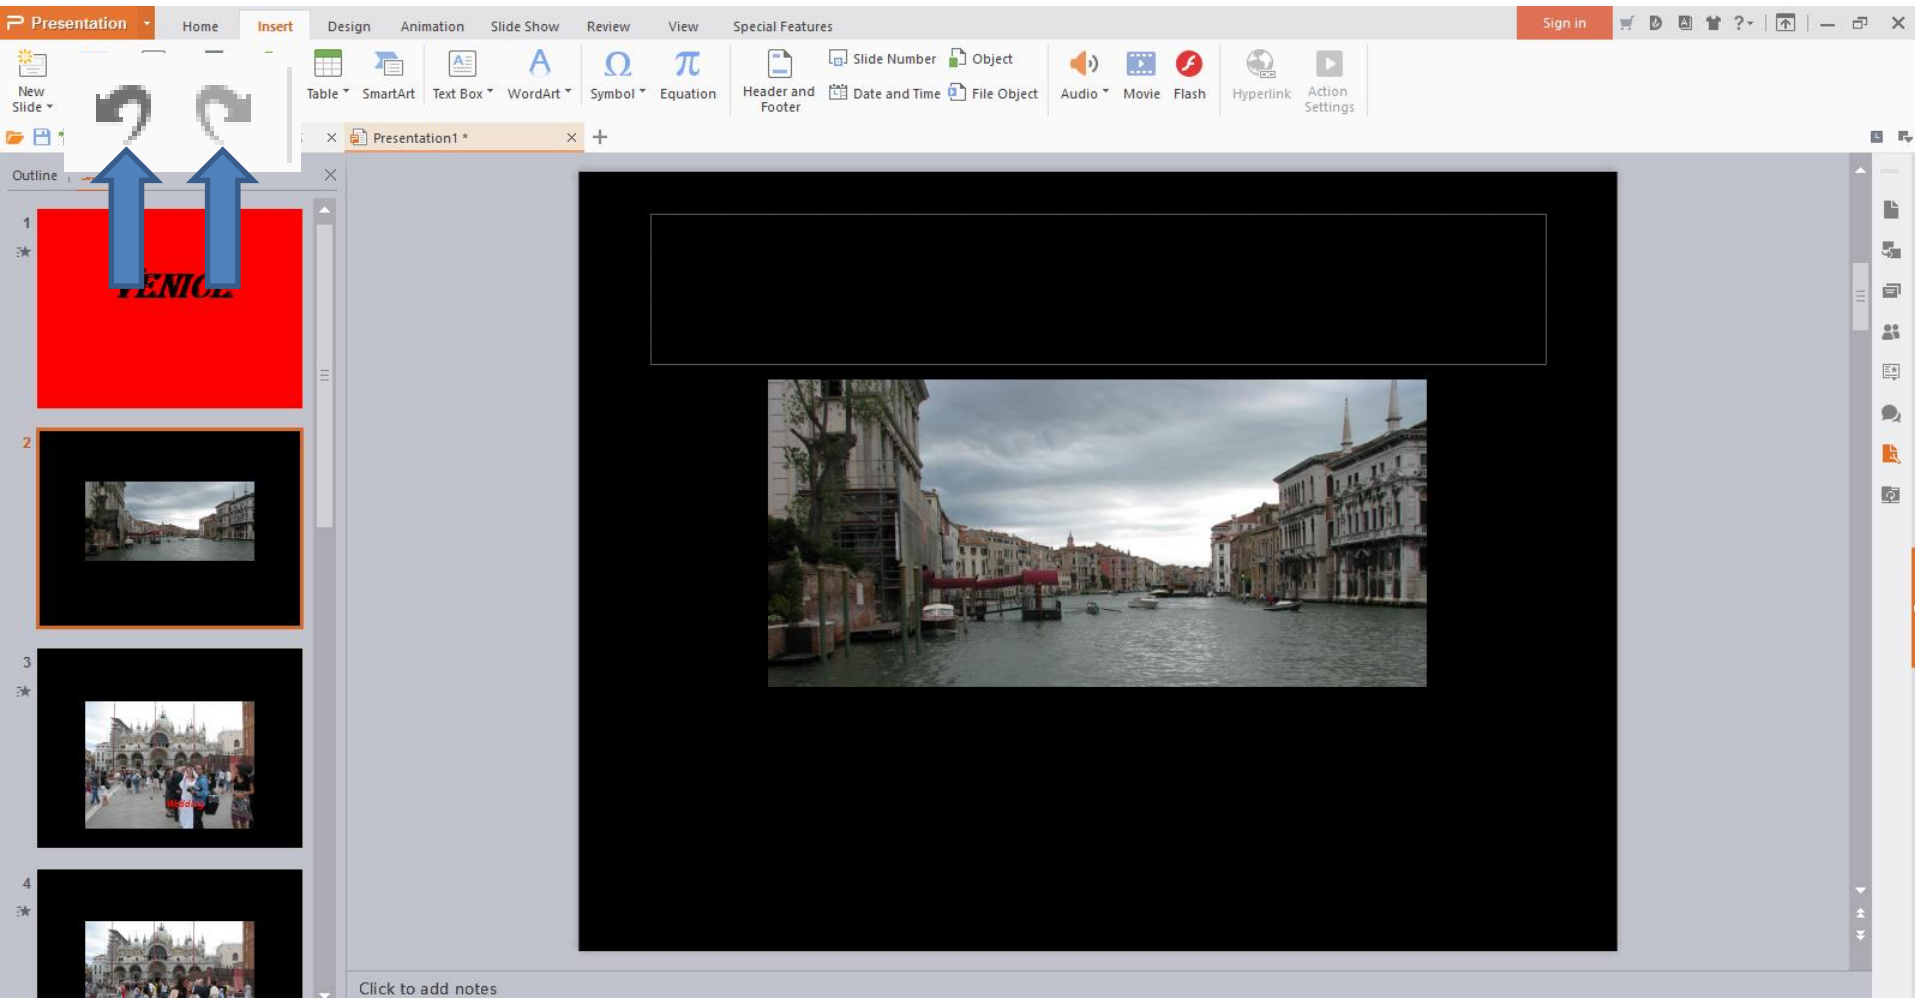 Presentation
Home Insert Design Animation Slide Show Review View Special Features
Sign in
?
New
Slide
Table SmartArt Text Box WordArt Symbol Equation
Header and
Footer
Slide Number Object
Date and Time File Object
Audio Movie Flash Hyperlink Action
Settings
Presentation1 *
Outline
1
2
Wedding
3
4
Click to add notes